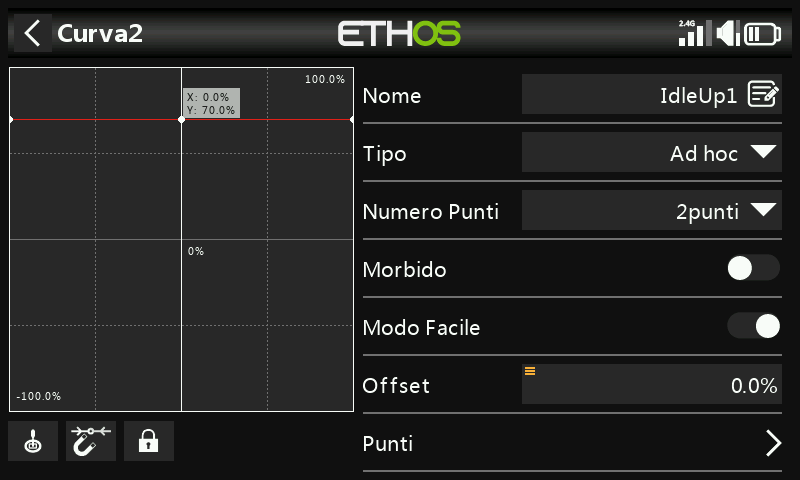 Curva2
ETHOS
2.4G
100.0%
X: 0.0%
Y: 70.0%
0%
-100.0%
Nome
IdleUp1
Tipo
Ad hoc
Numero Punti
2punti
Morbido
Modo Facile
Offset
0.0%
Punti